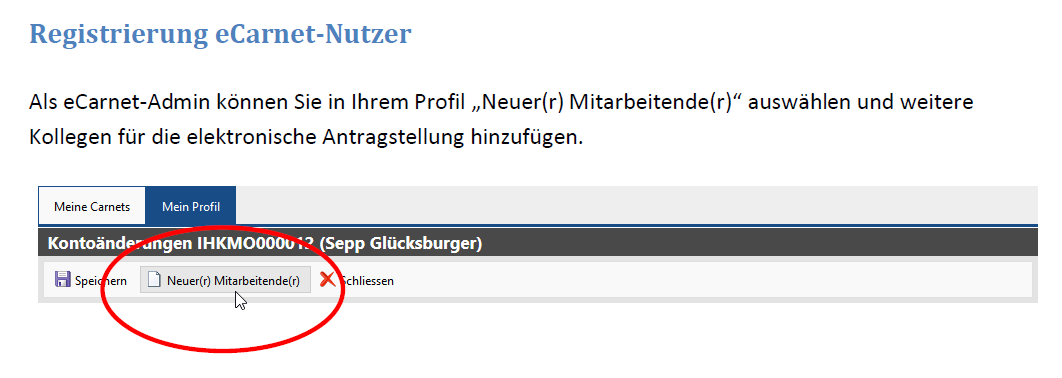 Registrierung eCarnet-Nutzer
Als eCarnet-Admin können Sie in Ihrem Profil „Neuer(r) Mitarbeitende(r)“ auswählen und weitere
Kollegen für die elektronische Antragstellung hinzufügen.
Meine Carnets Mein Profil
Kontoänderungen IHKMO000012 (Sepp Glücksburger)
Speichern Neuer(r) Mitarbeitende(r) Schliessen